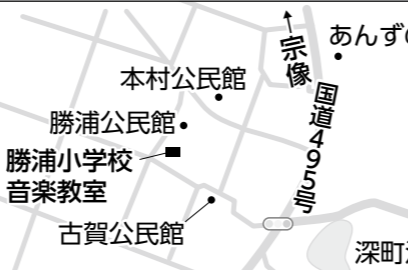 あんずの
↑宗像
本村公民館
国道495号
勝浦公民館
勝浦小学校
音楽教室
古賀公民館
深町